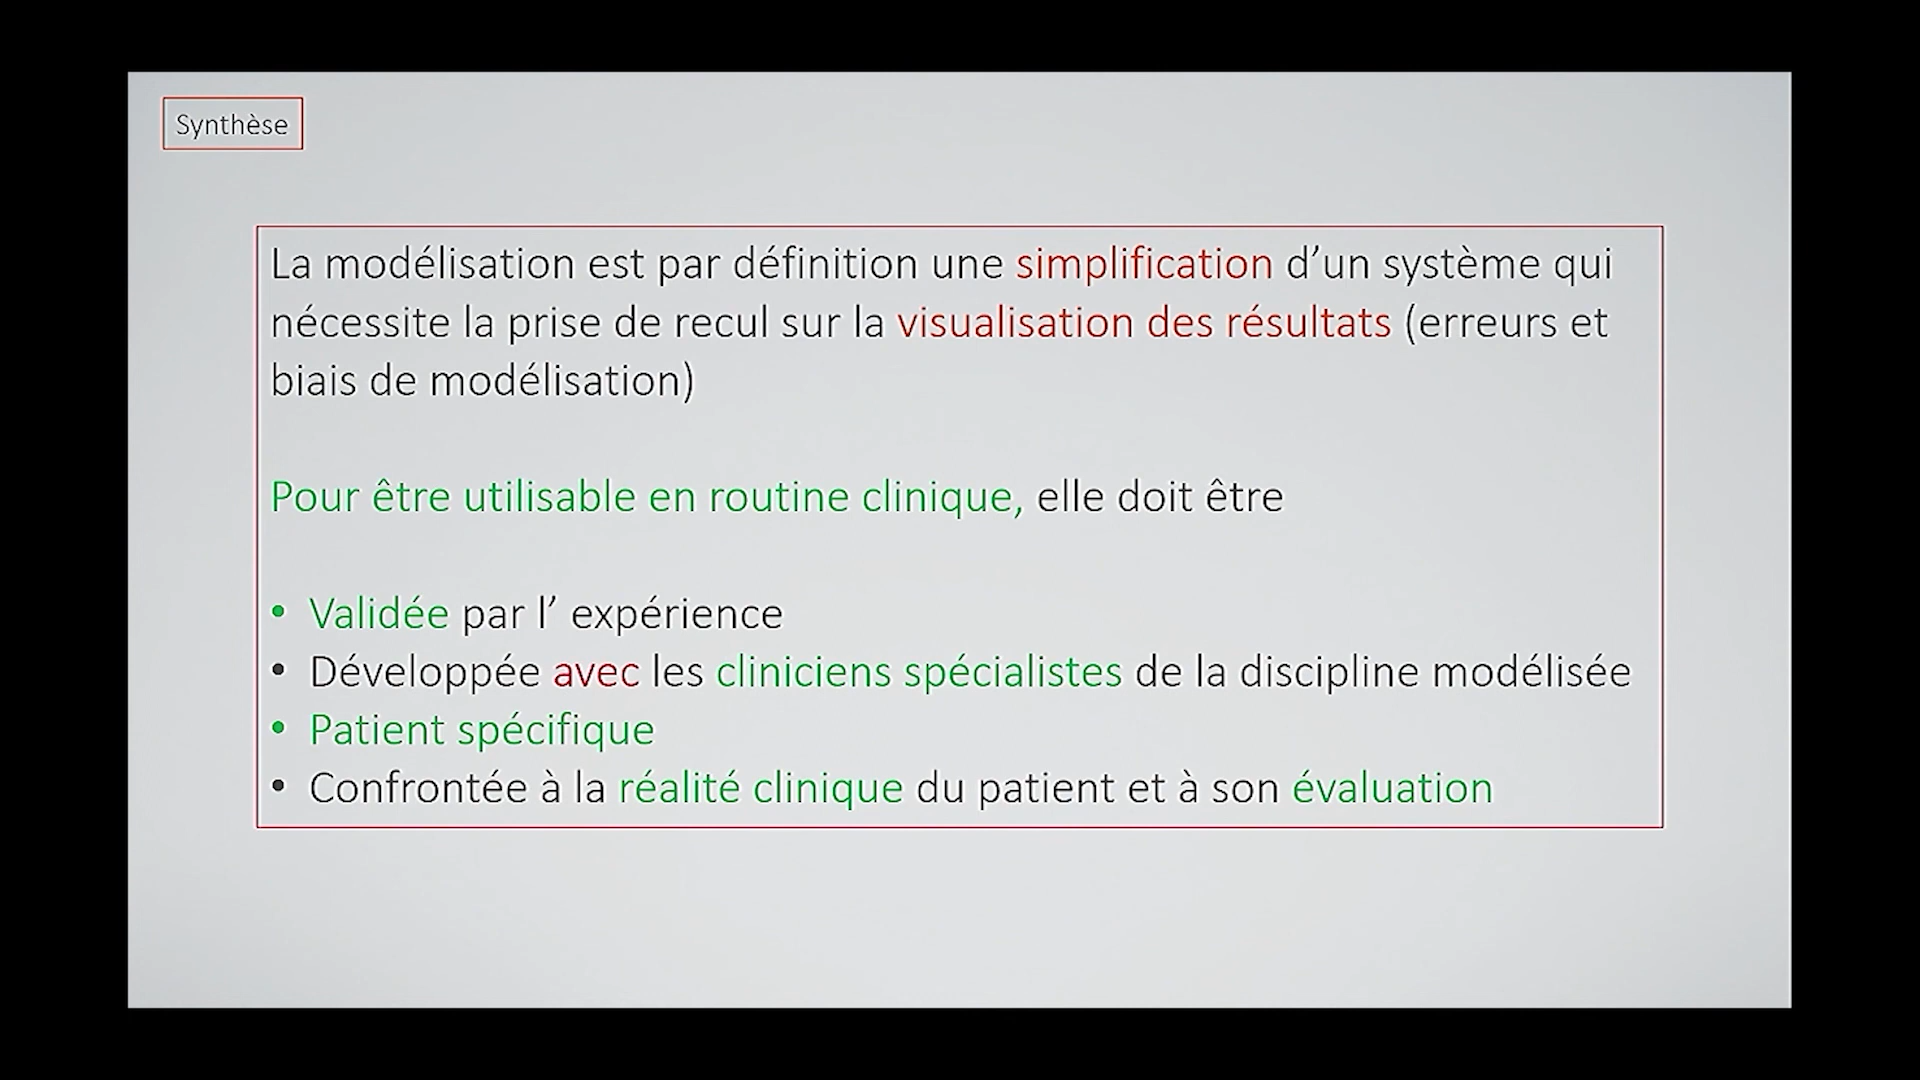 Synthèse
La modélisation est par définition une simplification d’un système qui
nécessite la prise de recul sur la visualisation des résultats (erreurs et
biais de modélisation)
Pour être utilisable en routine clinique, elle doit être
• Validée par l’ expérience
• Développée avec les cliniciens spécialistes de la discipline modélisée
• Patient spécifique
• Confrontée à la réalité clinique du patient et à son évaluation